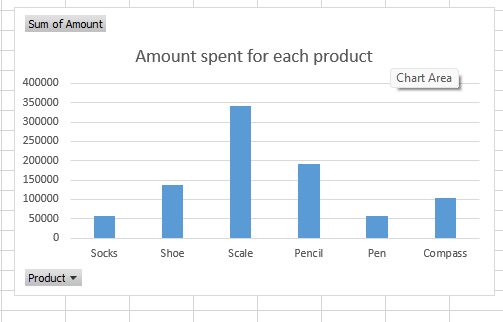 Sum of Amount
Amount spent for each product
Chart Area
400000
350000
300000
250000
200000
150000
100000
50000
0
Socks Shoe Scale Pencil Pen Compass
Product